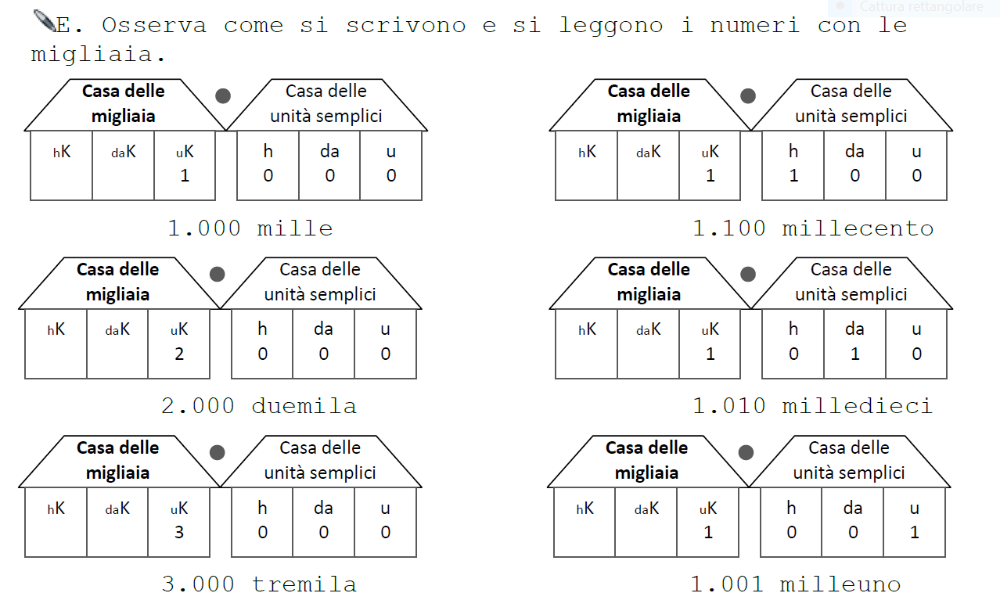 Cattura rettangolare
E. Osserva come si scrivono e si leggono i numeri con le
migliaia.
Casa delle
migliaia
Casa delle
unità semplici
hK daK uK h da u
1 0 0 0
1.000 mille
Casa delle
migliaia
Casa delle
unità semplici
hK daK uK h da u
1 1 0 0
1.100 millecento
Casa delle
migliaia
Casa delle
unità semplici
hK daK uK h da u
2 0 0 0
2.000 duemila
Casa delle
migliaia
Casa delle
unità semplici
hK daK uK h da u
1 0 1 0
1.010 milledieci
Casa delle
migliaia
Casa delle
unità semplici
hK daK uK h da u
3 0 0 0
3.000 tremila
Casa delle
migliaia
Casa delle
unità semplici
hK daK uK h da u
1 0 0 1
1.001 milleuno